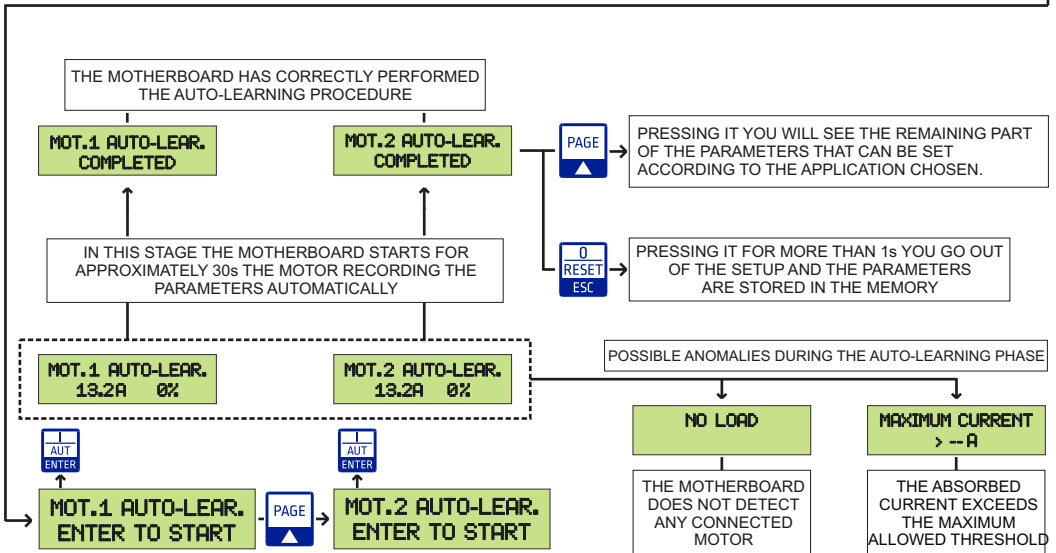 THE MOTHERBOARD HAS CORRECTLY PERFORMED
THE AUTO-LEARNING PROCEDURE
MOT.1 AUTO-LEAR.
COMPLETED
MOT.2 AUTO-LEAR.
COMPLETED
PAGE
PRESSING IT YOU WILL SEE THE REMAINING PART
OF THE PARAMETERS THAT CAN BE SET
ACCORDING TO THE APPLICATION CHOSEN.
IN THIS STAGE THE MOTHERBOARD STARTS FOR
APPROXIMATELY 30s THE MOTOR RECORDING THE
PARAMETERS AUTOMATICALLY
0
RESET
ESC
PRESSING IT FOR MORE THAN 1s YOU GO OUT
OF THE SETUP AND THE PARAMETERS
ARE STORED IN THE MEMORY
MOT.1 AUTO-LEAR.
13.2A 0%
MOT.2 AUTO-LEAR.
13.2A 0%
POSSIBLE ANOMALIES DURING THE AUTO-LEARNING PHASE
NO LOAD
MAXIMUM CURRENT
> --A
I
AUT
ENTER
I
AUT
ENTER
THE MOTHERBOARD
DOES NOT DETECT
ANY CONNECTED
MOTOR
THE ABSORBED
CURRENT EXCEEDS
THE MAXIMUM
ALLOWED THRESHOLD
MOT.1 AUTO-LEAR.
ENTER TO START
PAGE
MOT.2 AUTO-LEAR.
ENTER TO START